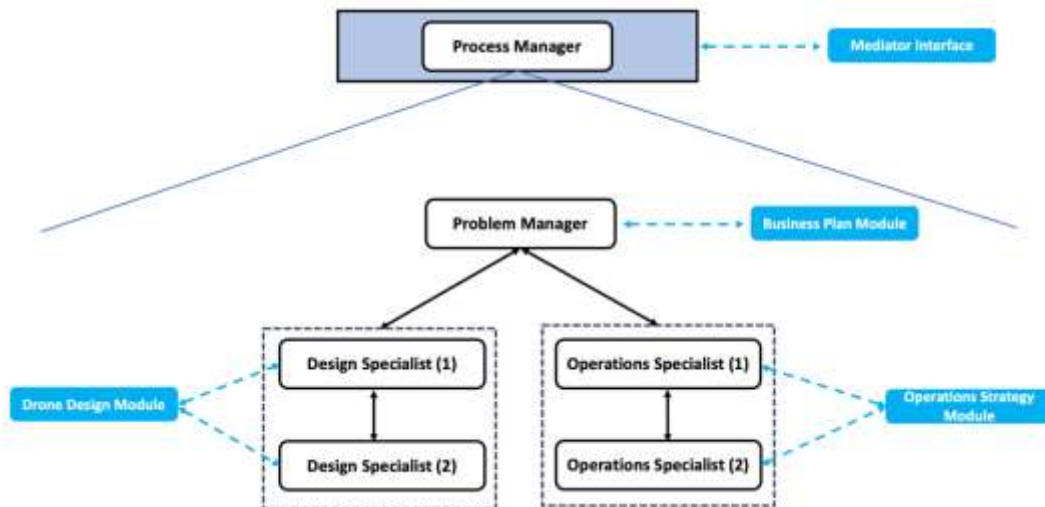 Process Manager
Mediator Interface
Problem Manager
Business Plan Module
Design Specialist (1)
Operations Specialist (1)
Drone Design Module
Operations Strategy
Module
Design Specialist (2)
Operations Specialist (2)